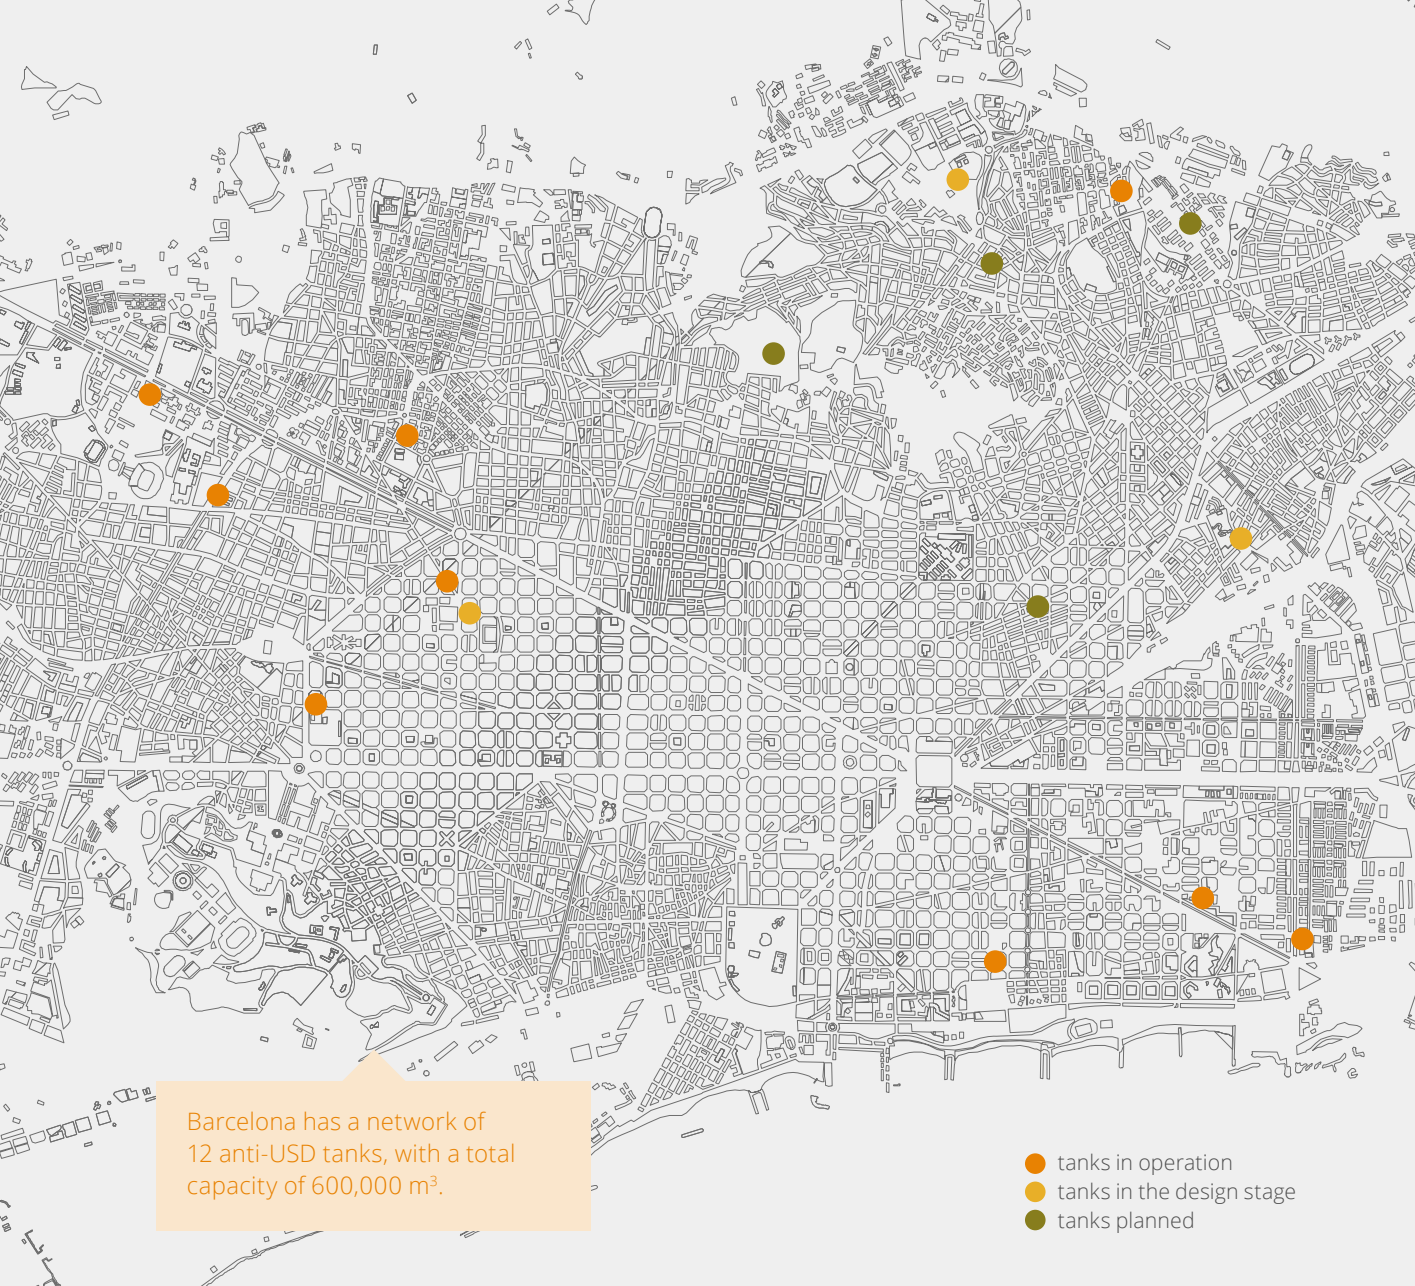 Barcelona has a network of
12 anti-USD tanks, with a total
capacity of 600,000 m³.
tanks in operation
tanks in the design stage
tanks planned